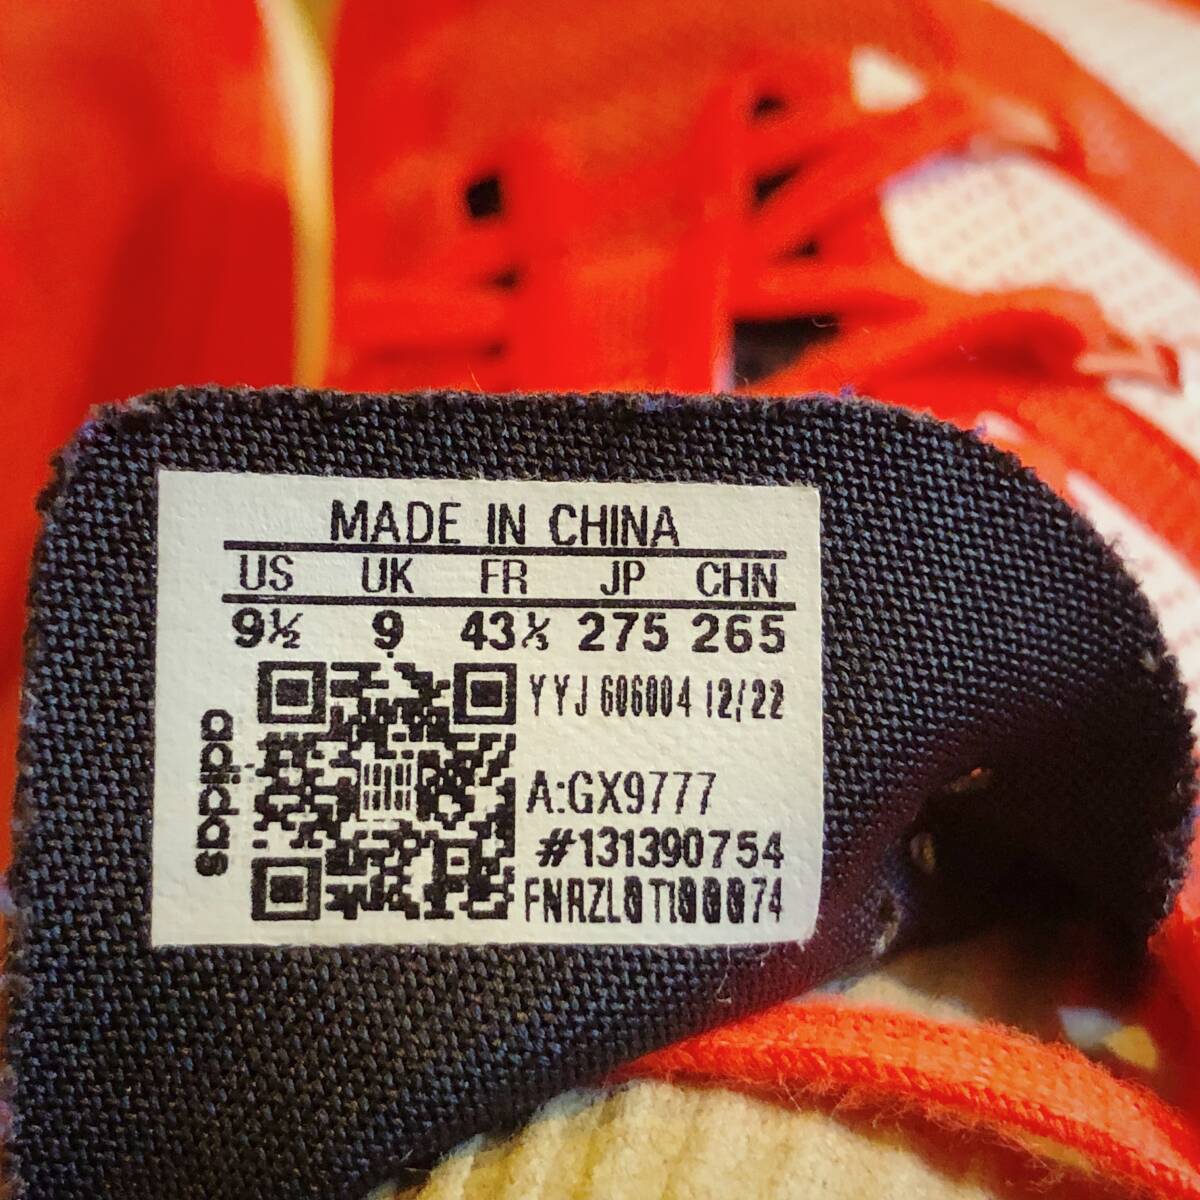 MADE IN CHINA
US UK FR JP CHN
9½ 9 43⅓ 275 265
YYJ 606004 12/22
adidas
A:GX9777
#131390754
FNRZL0T100074